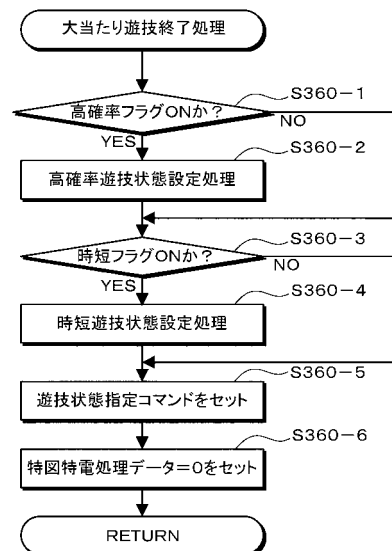 大当たり遊技終了処理
S360-1
高確率フラグONか?
NO
YES
S360-2
高確率遊技状態設定処理
S360-3
時短フラグONか?
NO
YES
S360-4
時短遊技状態設定処理
S360-5
遊技状態指定コマンドをセット
S360-6
特図特電処理データ=0をセット
RETURN